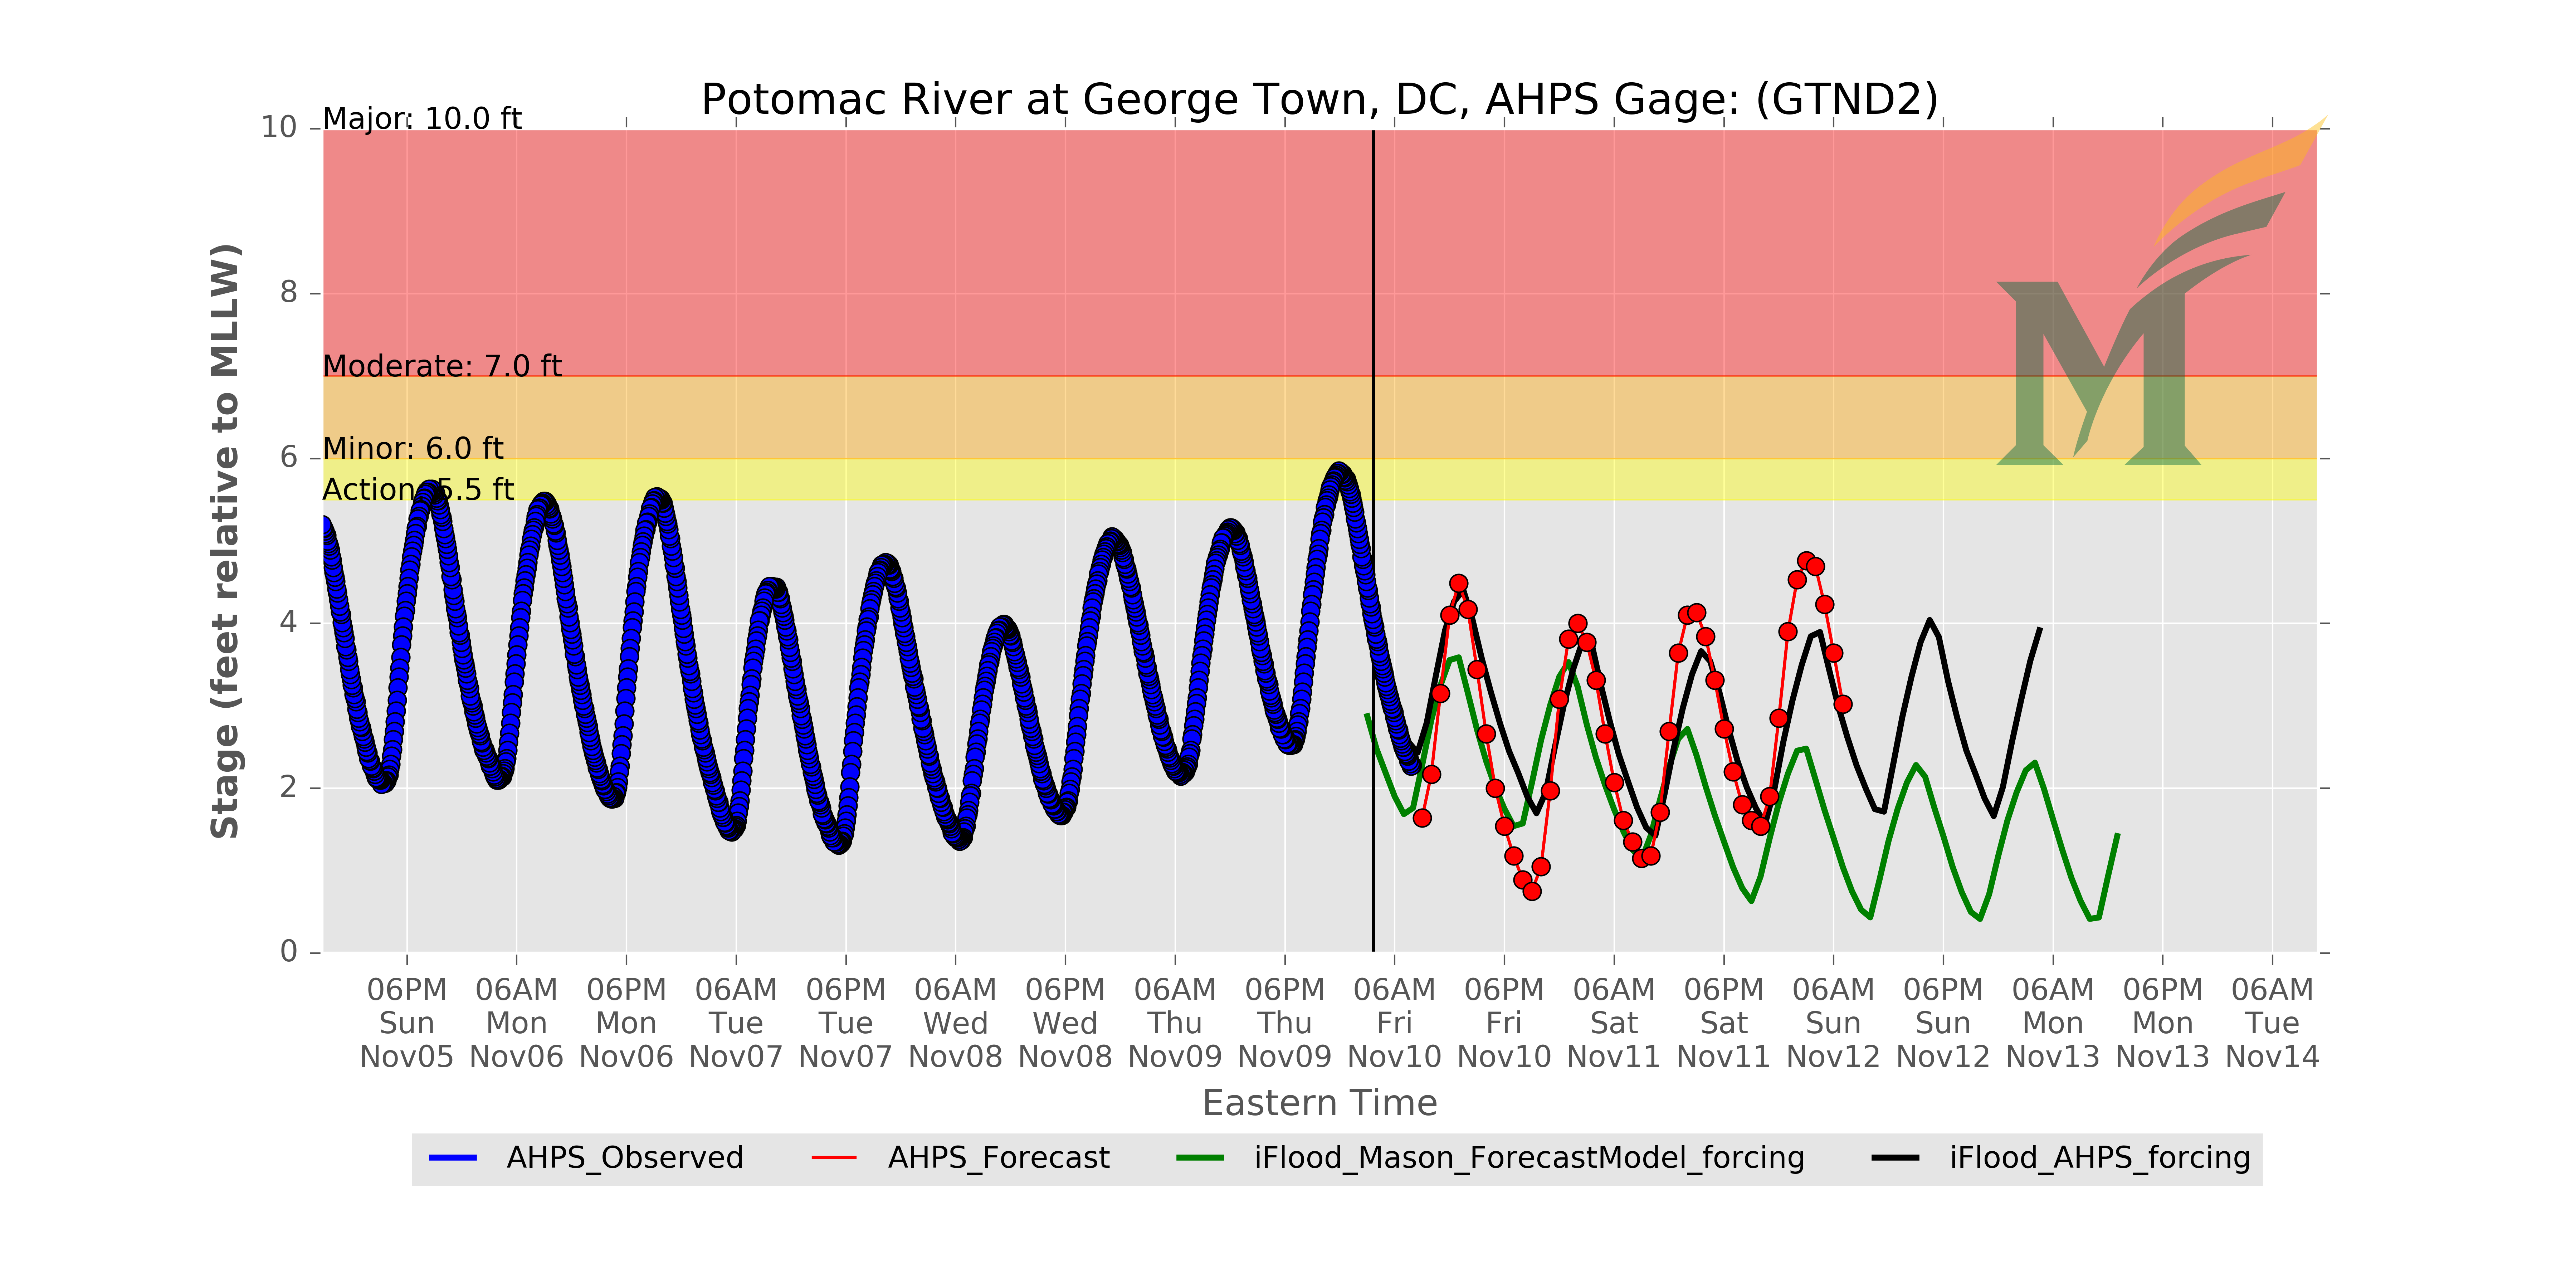 Potomac River at George Town, DC, AHPS Gage: (GTND2)
Major: 10.0 ft
Moderate: 7.0 ft
Minor: 6.0 ft
Action: 5.5 ft
10
8
6
4
2
0
Stage (feet relative to MLLW)
06PM 06AM 06PM 06AM 06PM 06AM 06PM 06AM 06PM 06AM 06PM 06AM 06PM 06AM 06PM 06AM 06PM 06AM
Sun Mon Mon Tue Tue Wed Wed Thu Thu Fri Fri Sat Sat Sun Sun Mon Mon Tue
Nov05 Nov06 Nov06 Nov07 Nov07 Nov08 Nov08 Nov09 Nov09 Nov10 Nov10 Nov11 Nov11 Nov12 Nov12 Nov13 Nov13 Nov14
Eastern Time
AHPS_Observed AHPS_Forecast iFlood_Mason_ForecastModel_forcing iFlood_AHPS_forcing